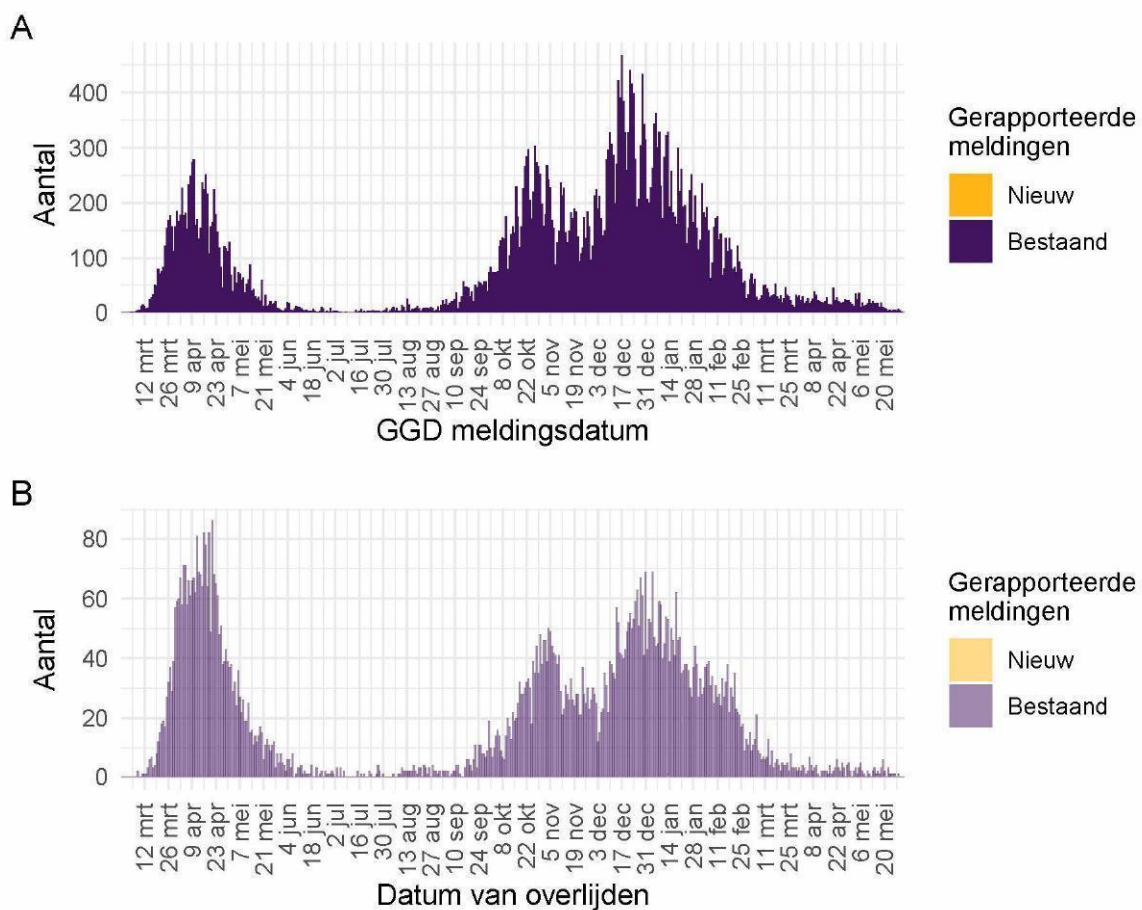 A
Aantal
400
300
200
100
0
12 mrt
26 mrt
9 apr
23 apr
7 mei
21 mei
4 jun
18 jun
2 jul
16 jul
30 jul
13 aug
27 aug
10 sep
24 sep
8 okt
22 okt
5 nov
19 nov
3 dec
17 dec
31 dec
14 jan
28 jan
11 feb
25 feb
11 mrt
25 mrt
8 apr
22 apr
6 mei
20 mei
GGD meldingsdatum
Gerapporteerde
meldingen
Nieuw
Bestaand
B
Aantal
80
60
40
20
0
12 mrt
26 mrt
9 apr
23 apr
7 mei
21 mei
4 jun
18 jun
2 jul
16 jul
30 jul
13 aug
27 aug
10 sep
24 sep
8 okt
22 okt
5 nov
19 nov
3 dec
17 dec
31 dec
14 jan
28 jan
11 feb
25 feb
11 mrt
25 mrt
8 apr
22 apr
6 mei
20 mei
Datum van overlijden
Gerapporteerde
meldingen
Nieuw
Bestaand